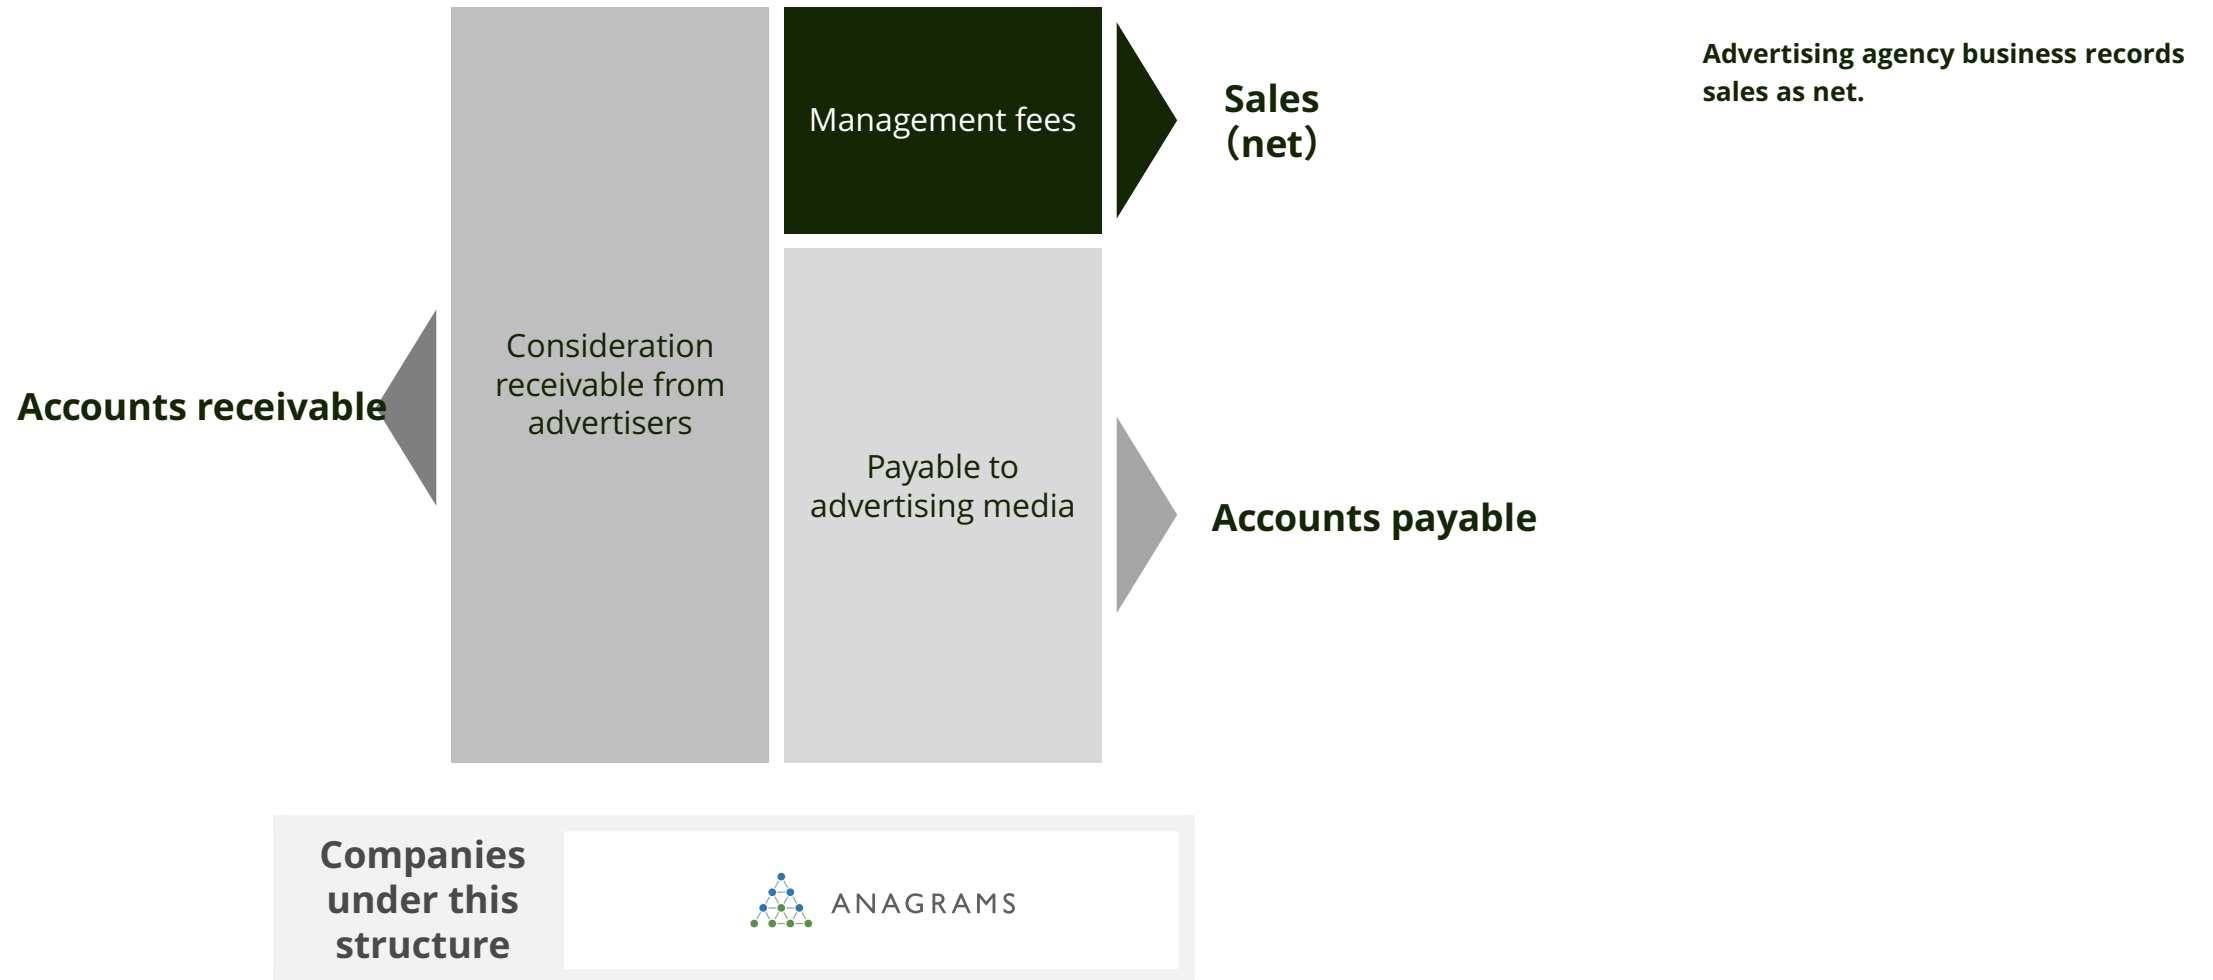 Management fees
Sales
（net）
Advertising agency business records
sales as net.
Accounts receivable
Consideration
receivable from
advertisers
Payable to
advertising media
Accounts payable
Companies
under this
structure
ANAGRAMS